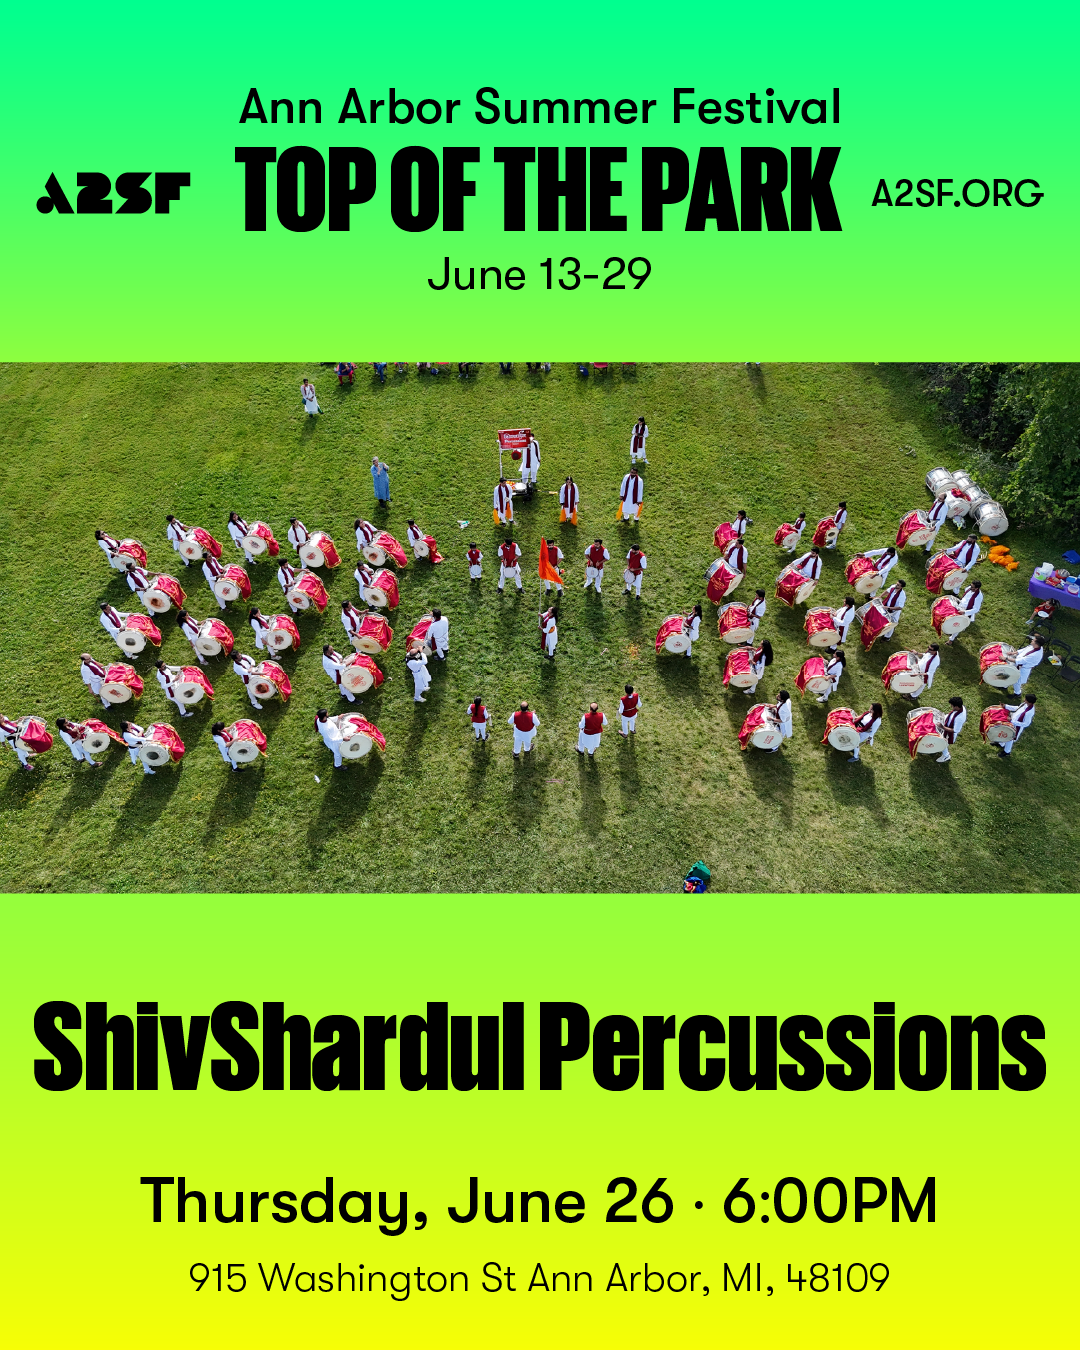 Ann Arbor Summer Festival
A2SF
TOP OF THE PARK
A2SF.ORG
June 13-29
ShivShardul Percussions
Thursday, June 26 · 6:00PM
915 Washington St Ann Arbor, MI, 48109